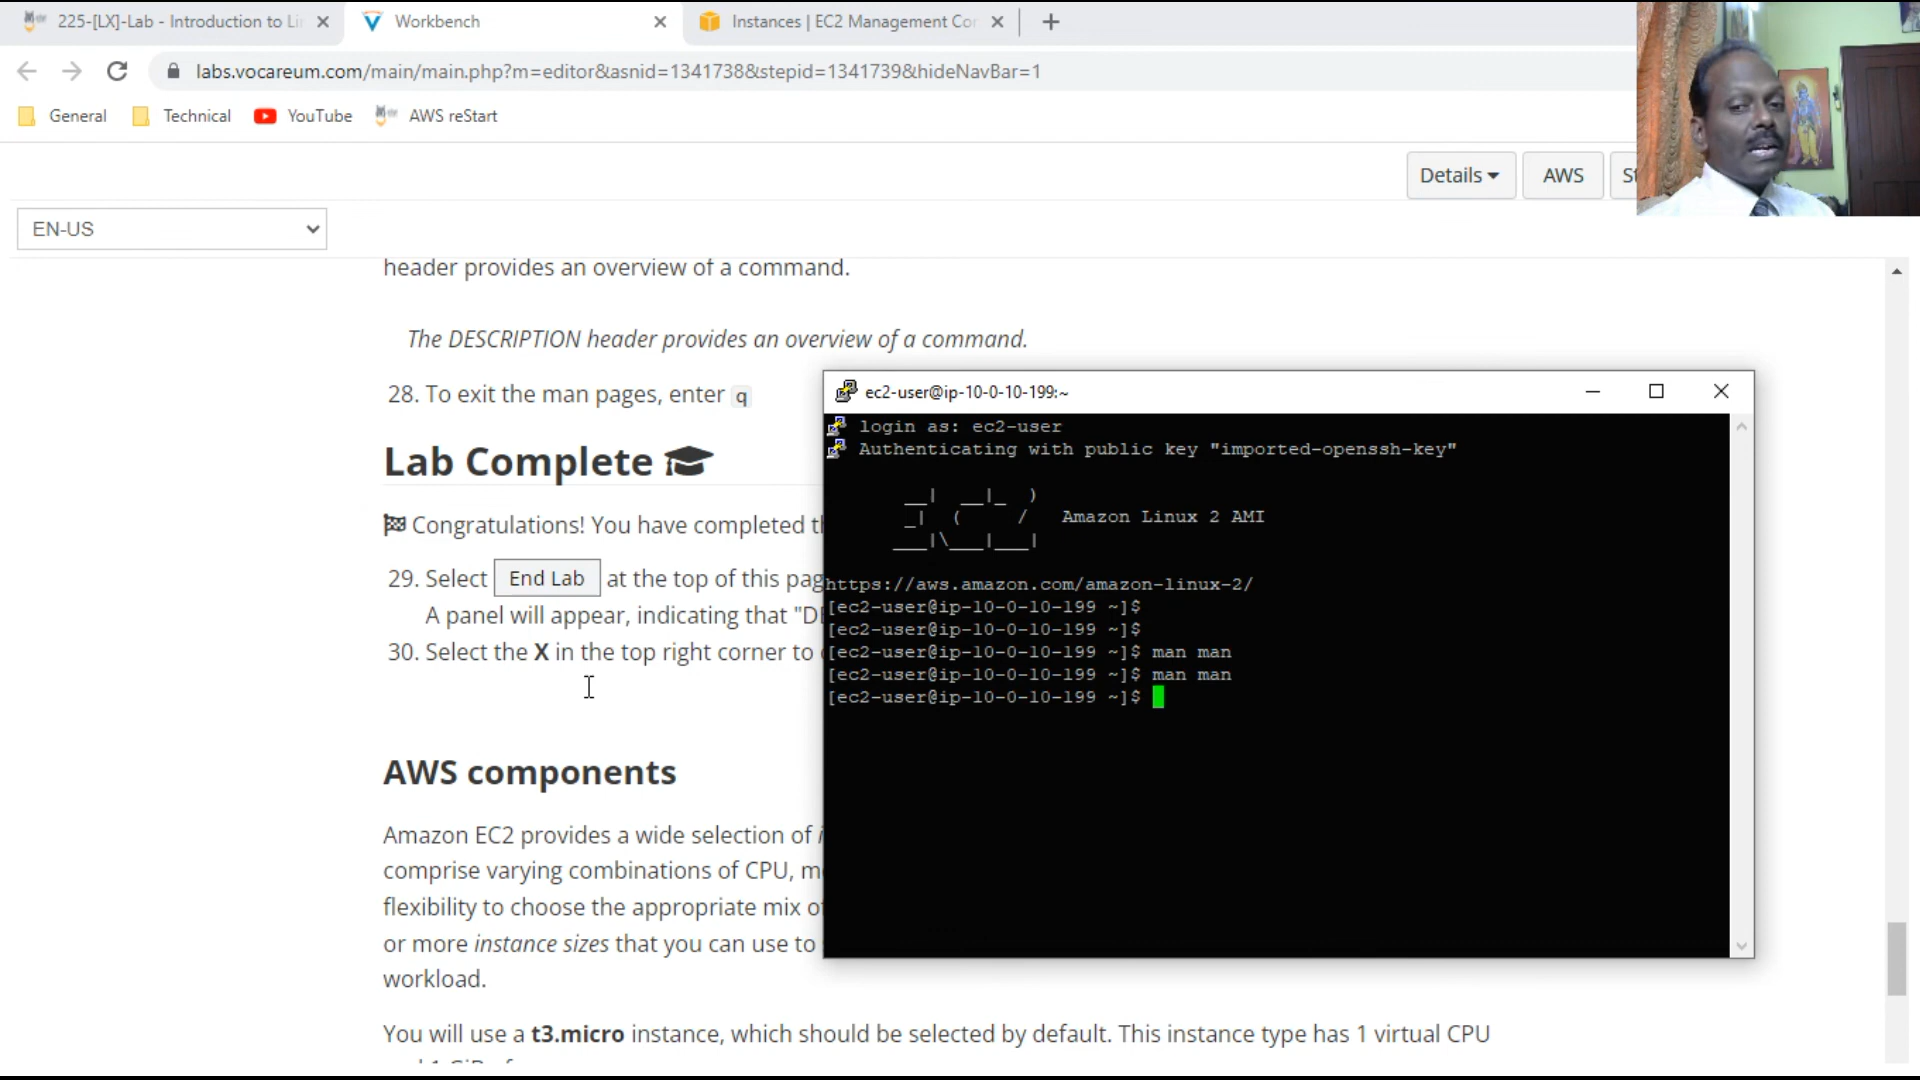 225-[LX]-Lab - Introduction to Li
Workbench
Instances | EC2 Management Co
labs.vocareum.com/main/main.php?m=editor&asnid=1341738&stepid=1341739&hideNavBar=1
General
Technical
YouTube
AWS reStart
Details
AWS
St
EN-US
header provides an overview of a command.
The DESCRIPTION header provides an overview of a command.
28. To exit the man pages, enter q
Lab Complete
Congratulations! You have completed t
29. Select End Lab at the top of this pag
A panel will appear, indicating that "D
30. Select the X in the top right corner to
AWS components
Amazon EC2 provides a wide selection of
comprise varying combinations of CPU, m
flexibility to choose the appropriate mix o
or more instance sizes that you can use to
workload.
You will use a t3.micro instance, which should be selected by default. This instance type has 1 virtual CPU
ec2-user@ip-10-0-10-199:~
login as: ec2-user
Authenticating with public key "imported-openssh-key"
__|  __|_  )
_|  (     /   Amazon Linux 2 AMI
___|\___|___|
https://aws.amazon.com/amazon-linux-2/
[ec2-user@ip-10-0-10-199 ~]$
[ec2-user@ip-10-0-10-199 ~]$
[ec2-user@ip-10-0-10-199 ~]$ man man
[ec2-user@ip-10-0-10-199 ~]$ man man
[ec2-user@ip-10-0-10-199 ~]$